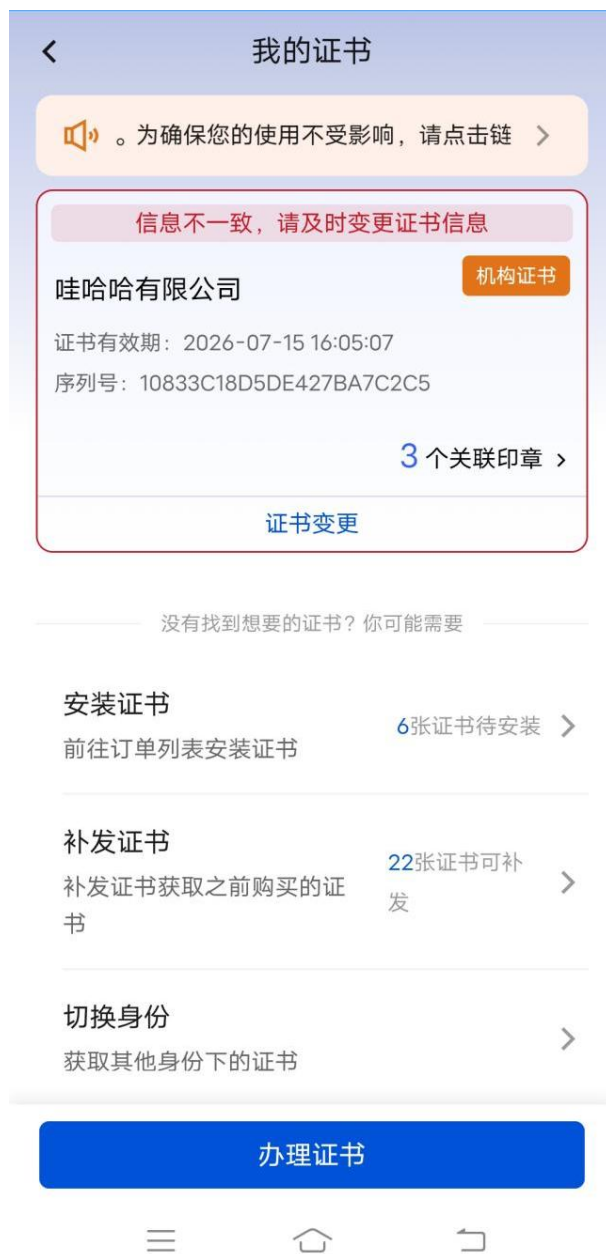 我的证书
。为确保您的使用不受影响，请点击链
信息不一致，请及时变更证书信息
哇哈哈有限公司
机构证书
证书有效期：2026-07-15 16:05:07
序列号：10833C18D5DE427BA7C2C5
3个关联印章
证书变更
没有找到想要的证书？你可能需要
安装证书
前往订单列表安装证书
6张证书待安装
补发证书
补发证书获取之前购买的证
书
22张证书可补
发
切换身份
获取其他身份下的证书
办理证书